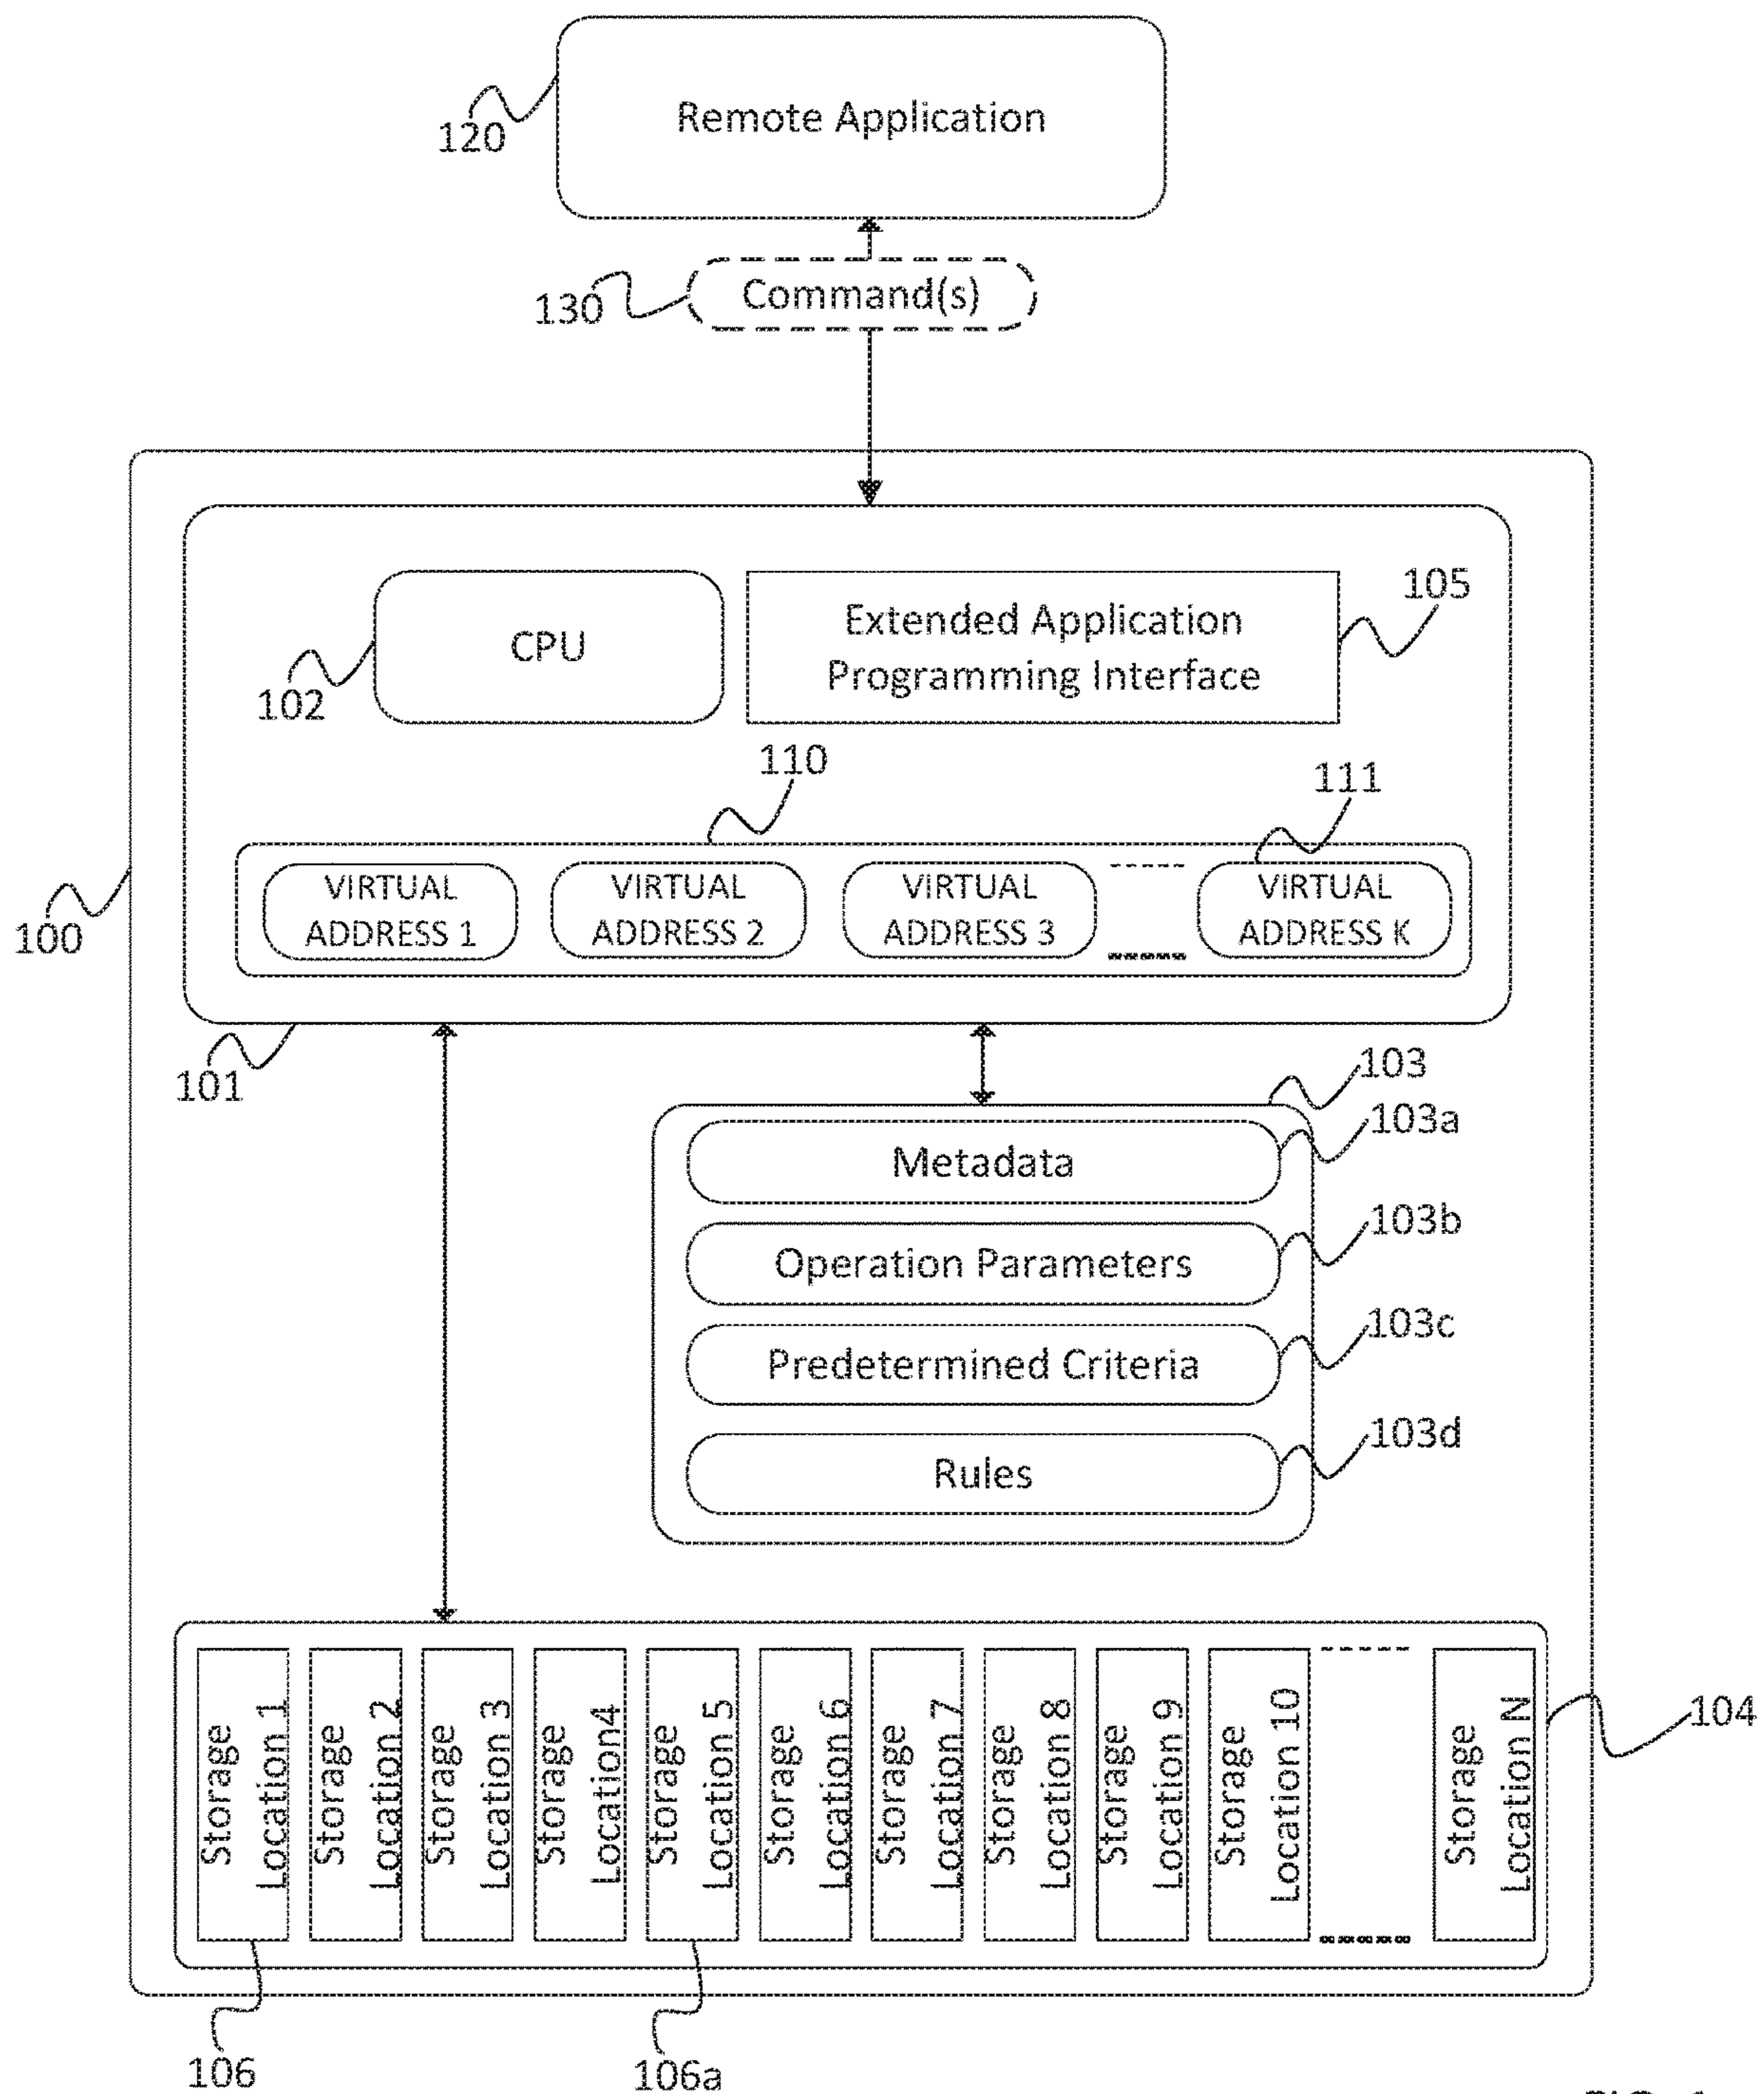 Remote Application
120
Command(s)
130
CPU
102
Extended Application
Programming Interface
105
110
111
VIRTUAL
ADDRESS 1
VIRTUAL
ADDRESS 2
VIRTUAL
ADDRESS 3
VIRTUAL
ADDRESS K
100
101
103
Metadata
103a
Operation Parameters
103b
Predetermined Criteria
103c
Rules
103d
Storage
Location 1
Storage
Location 2
Storage
Location 3
Storage
Location4
Storage
Location 5
Storage
Location 6
Storage
Location 7
Storage
Location 8
Storage
Location 9
Storage
Location 10
Storage
Location N
104
106
106a